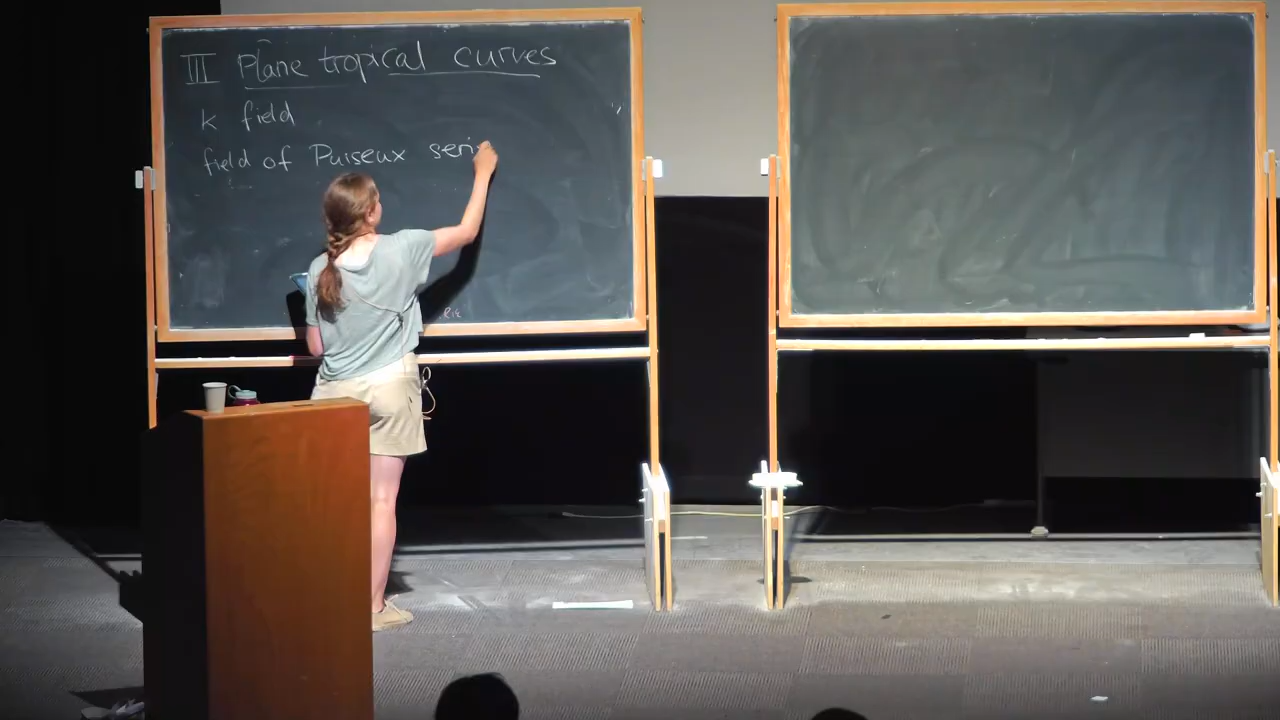 III Plane tropical curves
k field
field of Puiseux seri